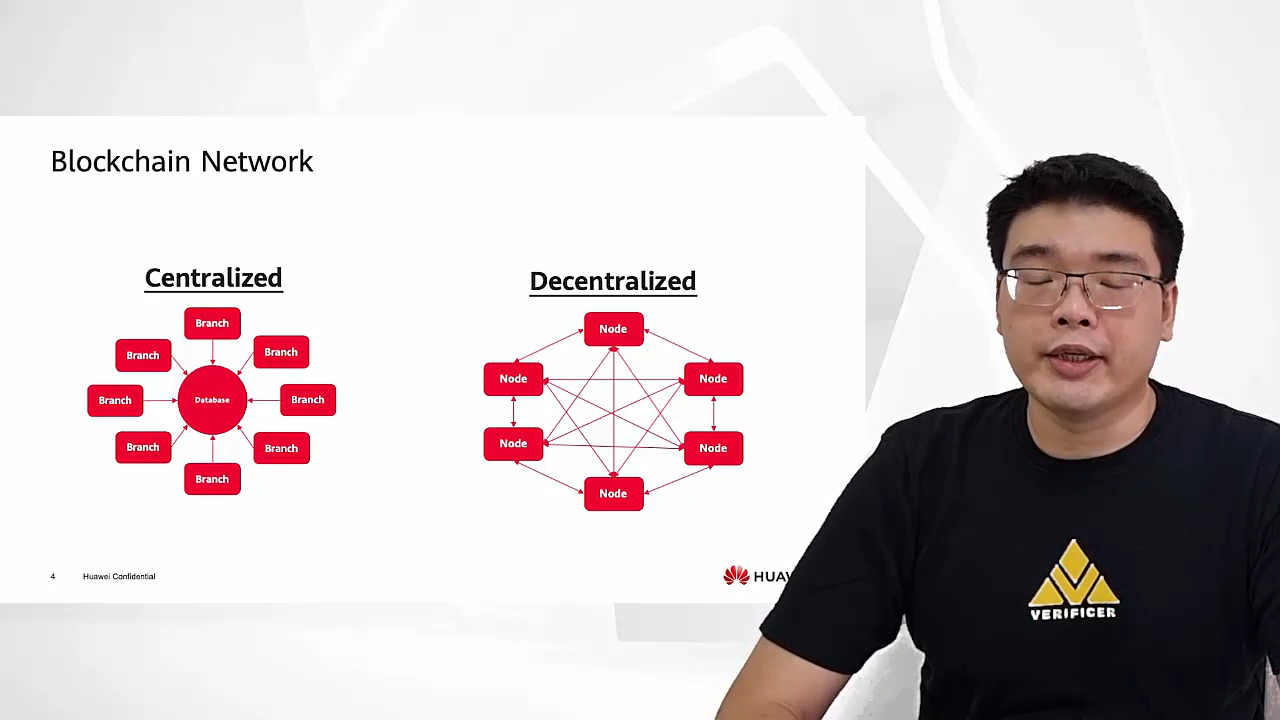 Blockchain Network
Centralized
Decentralized
Branch
Branch
Branch
Branch
Database
Branch
Branch
Branch
Branch
Node
Node
Node
Node
Node
Node
4
Huawei Confidential
HUAW
VERIFICER